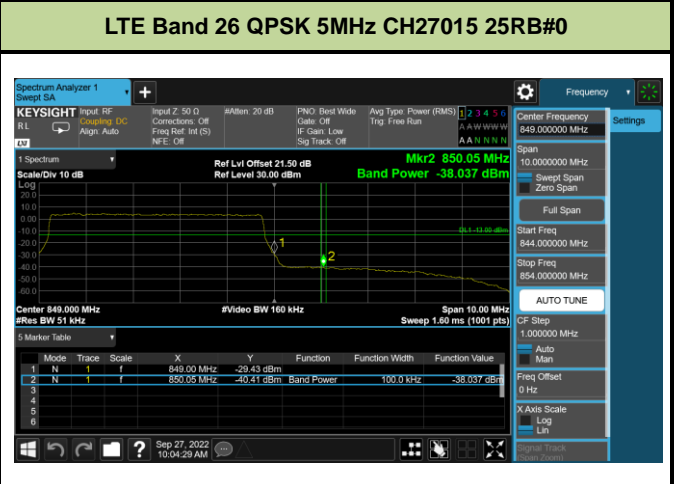 LTE Band 26 QPSK 5MHz CH27015 25RB#0
Spectrum Analyzer 1
Swept SA
Frequency
KEYSIGHT Input: RF Input Z: 50 Ω #Atten: 20 dB PNO: Best Wide Avg Type: Power (RMS) 1 2 3 4 5 6
RL Coupling: DC Corrections: Off Gate: Off Trig: Free Run
Align: Auto Freq Ref: Int (S) IF Gain: Low A A W W W W
LXI NFE: Off Sig Track: Off A A N N N N
1 Spectrum
Ref Lvl Offset 21.50 dB Mkr2 850.05 MHz
Scale/Div 10 dB Ref Level 30.00 dBm Band Power -38.037 dBm
Log
20.0
10.0
0.00
-10.0 DL1 -13.00 dBm
-20.0 1
-30.0 2
-40.0
-50.0
-60.0
Center 849.000 MHz #Video BW 160 kHz Span 10.00 MHz
#Res BW 51 kHz Sweep 1.60 ms (1001 pts)
5 Marker Table
Mode Trace Scale X Y Function Function Width Function Value
1 N 1 f 849.00 MHz -29.43 dBm
2 N 1 f 850.05 MHz -40.41 dBm Band Power 100.0 kHz -38.037 dBm
3
4
5
6
Sep 27, 2022
10:04:29 AM
Center Frequency
849.000000 MHz
Settings
Span
10.0000000 MHz
Swept Span
Zero Span
Full Span
Start Freq
844.000000 MHz
Stop Freq
854.000000 MHz
AUTO TUNE
CF Step
1.000000 MHz
Auto
Man
Freq Offset
0 Hz
X Axis Scale
Log
Lin
Signal Track
(Span Zoom)